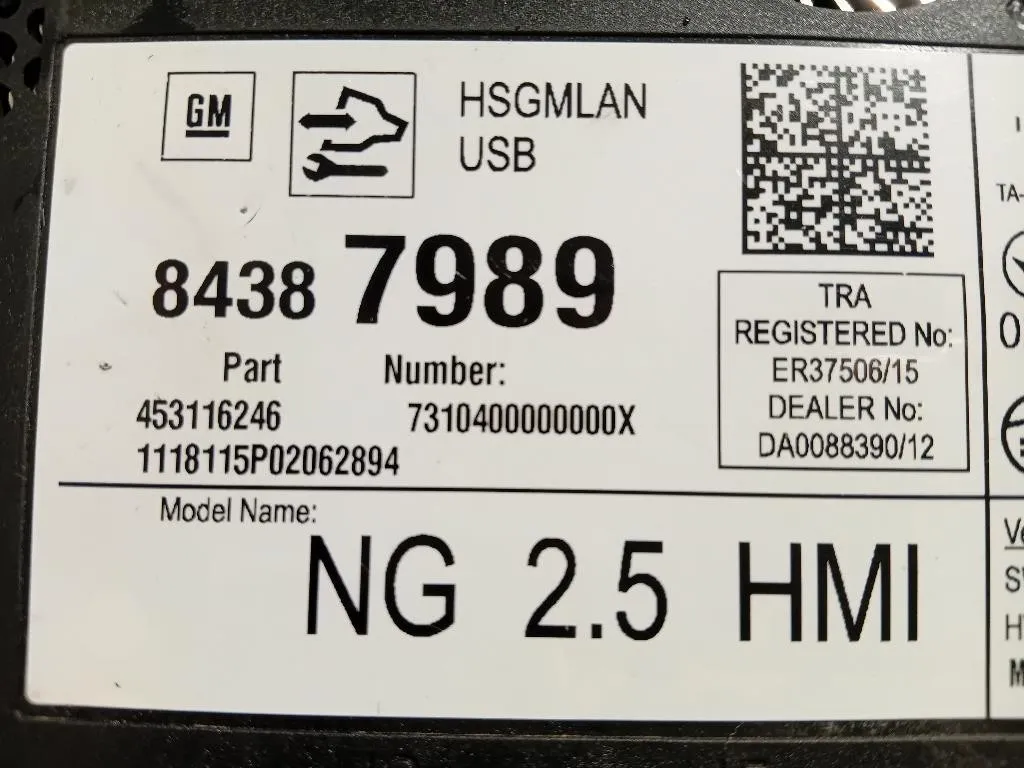 GM
HSGMLAN
USB
8438 7989
Part Number:
453116246 7310400000000X
1118115P02062894
TRA
REGISTERED No:
ER37506/15
DEALER No:
DA0088390/12
Model Name:
NG 2.5 HMI
TA-